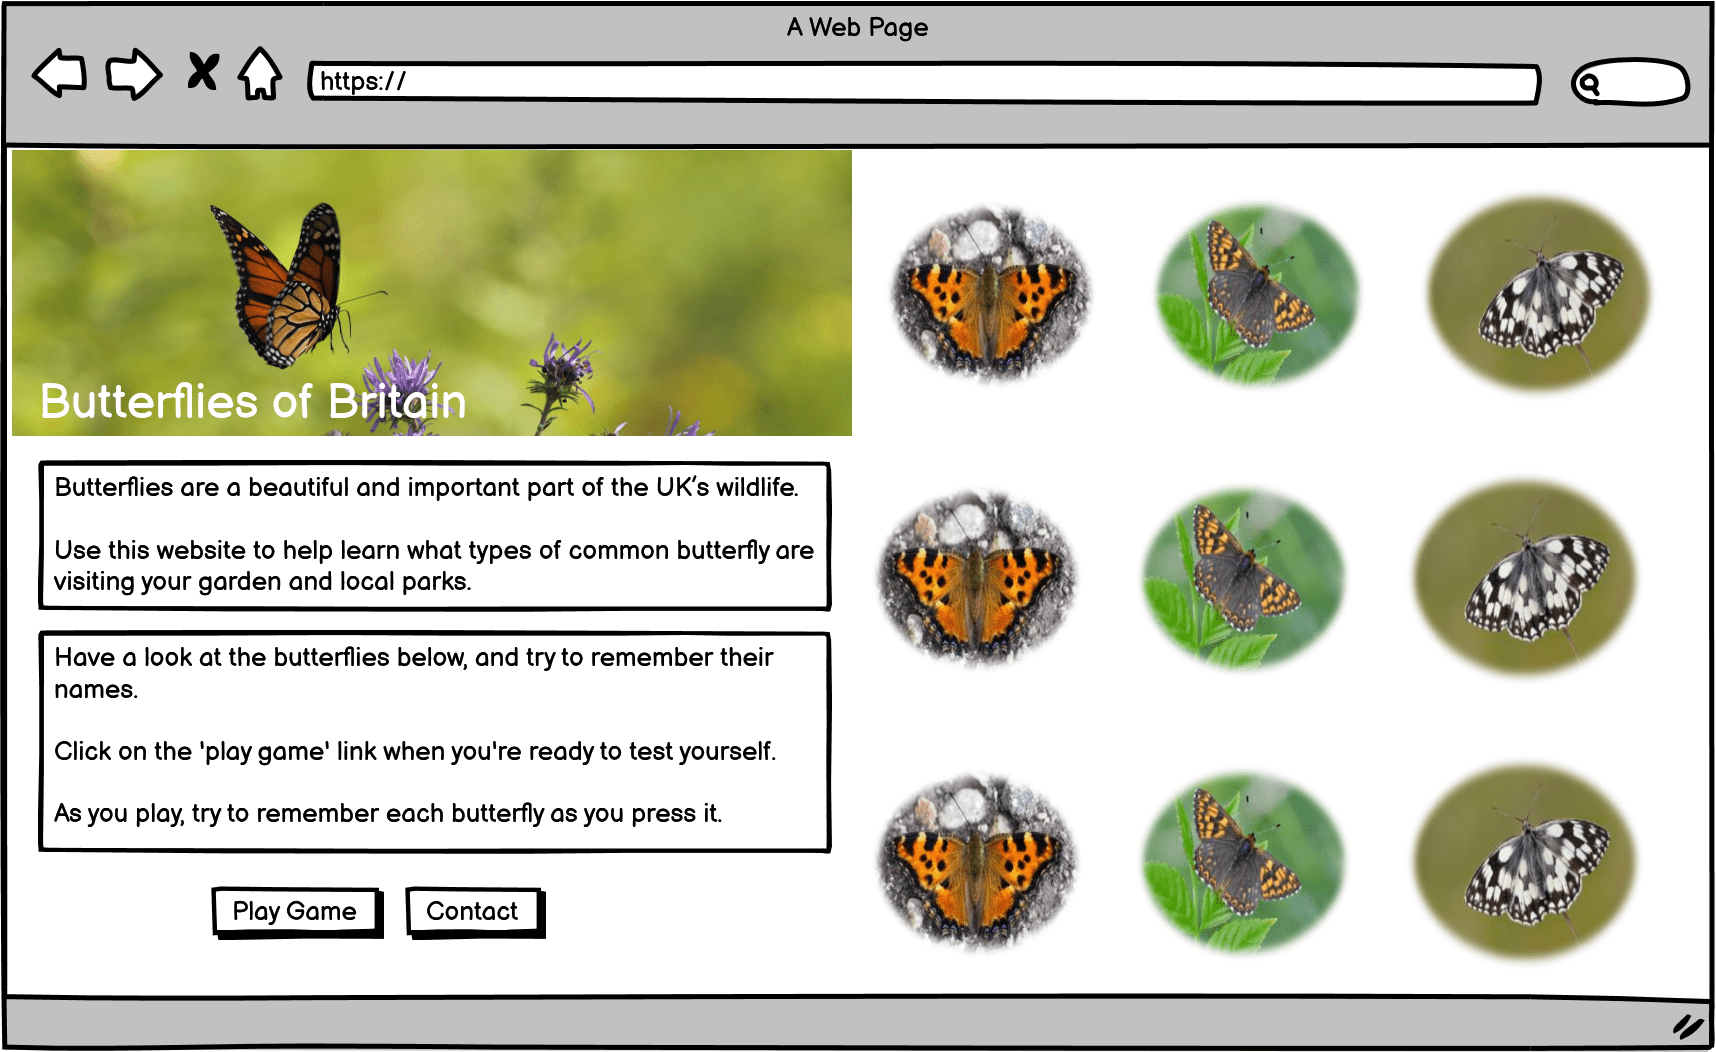 A Web Page
https://
Butterflies of Britain
Butterflies are a beautiful and important part of the UK's wildlife.
Use this website to help learn what types of common butterfly are
visiting your garden and local parks.
Have a look at the butterflies below, and try to remember their
names.
Click on the 'play game' link when you're ready to test yourself.
As you play, try to remember each butterfly as you press it.
Play Game
Contact